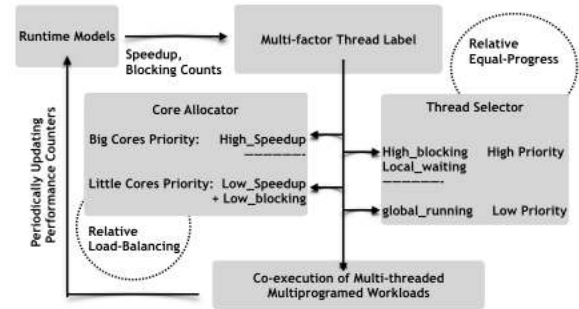 Runtime Models
Speedup,
Blocking Counts
Multi-factor Thread Label
Relative
Equal-Progress
Core Allocator
Big Cores Priority: High_Speedup
Little Cores Priority: Low_Speedup
+ Low_blocking
Thread Selector
High_blocking High Priority
Local_waiting
global_running Low Priority
Relative
Load-Balancing
Periodically Updating
Performance Counters
Co-execution of Multi-threaded
Multiprogramed Workloads